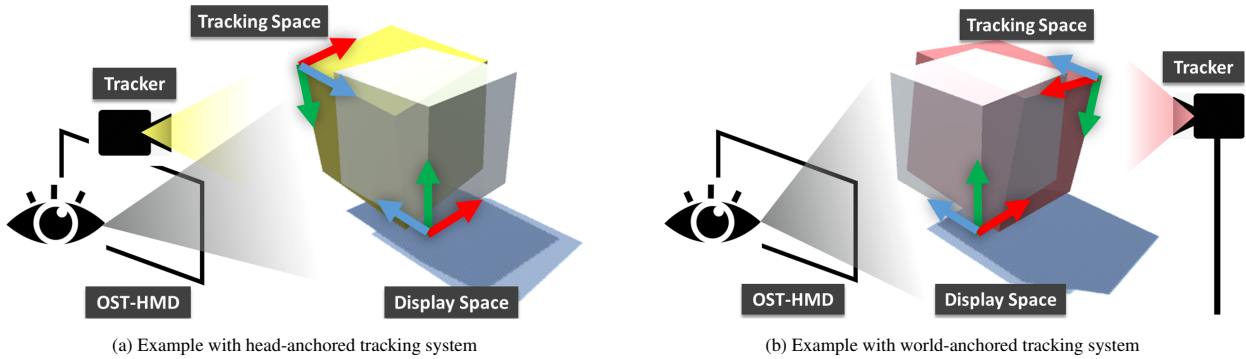 Tracking Space
Tracker
OST-HMD
Display Space
(a) Example with head-anchored tracking system
Tracking Space
Tracker
OST-HMD
Display Space
(b) Example with world-anchored tracking system